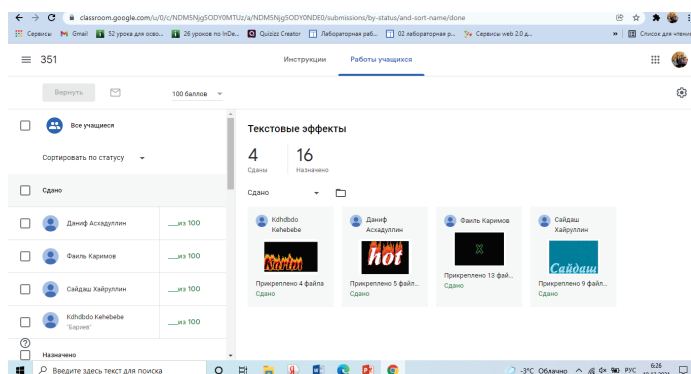 classroom.google.com/u/0/c/NDM5Njg5ODY0MTUz/a/NDM5Njg5ODY0NDE0/submissions/by-status/and-sort-name/done
Сервисы Gmail 52 урока для осво... 26 уроков по InDe... Quizizz Creator Лабораторная раб... 02 лабораторная р... Сервисы web 2.0 д... » Список для чтения
351 Инструкции Работы учащихся
Вернуть 100 баллов
Все учащиеся
Сортировать по статусу
Сдано
Даниф Асхадуллин __из 100
Фаиль Каримов __из 100
Сайдаш Хайруллин __из 100
Kdhdbdo Kehebebe __из 100
"Бариев"
Назначено
Текстовые эффекты
4 16
Сданы Назначено
Сдано
Kdhdbdo Kehebebe
Karim
Прикреплено 4 файла
Сдано
Даниф Асхадуллин
hot
Прикреплено 5 файл...
Сдано
Фаиль Каримов
X
Прикреплено 13 фай...
Сдано
Сайдаш Хайруллин
Сайдаш
Прикреплено 9 файл...
Сдано
Введите здесь текст для поиска -3°C Облачно РУС 6:26